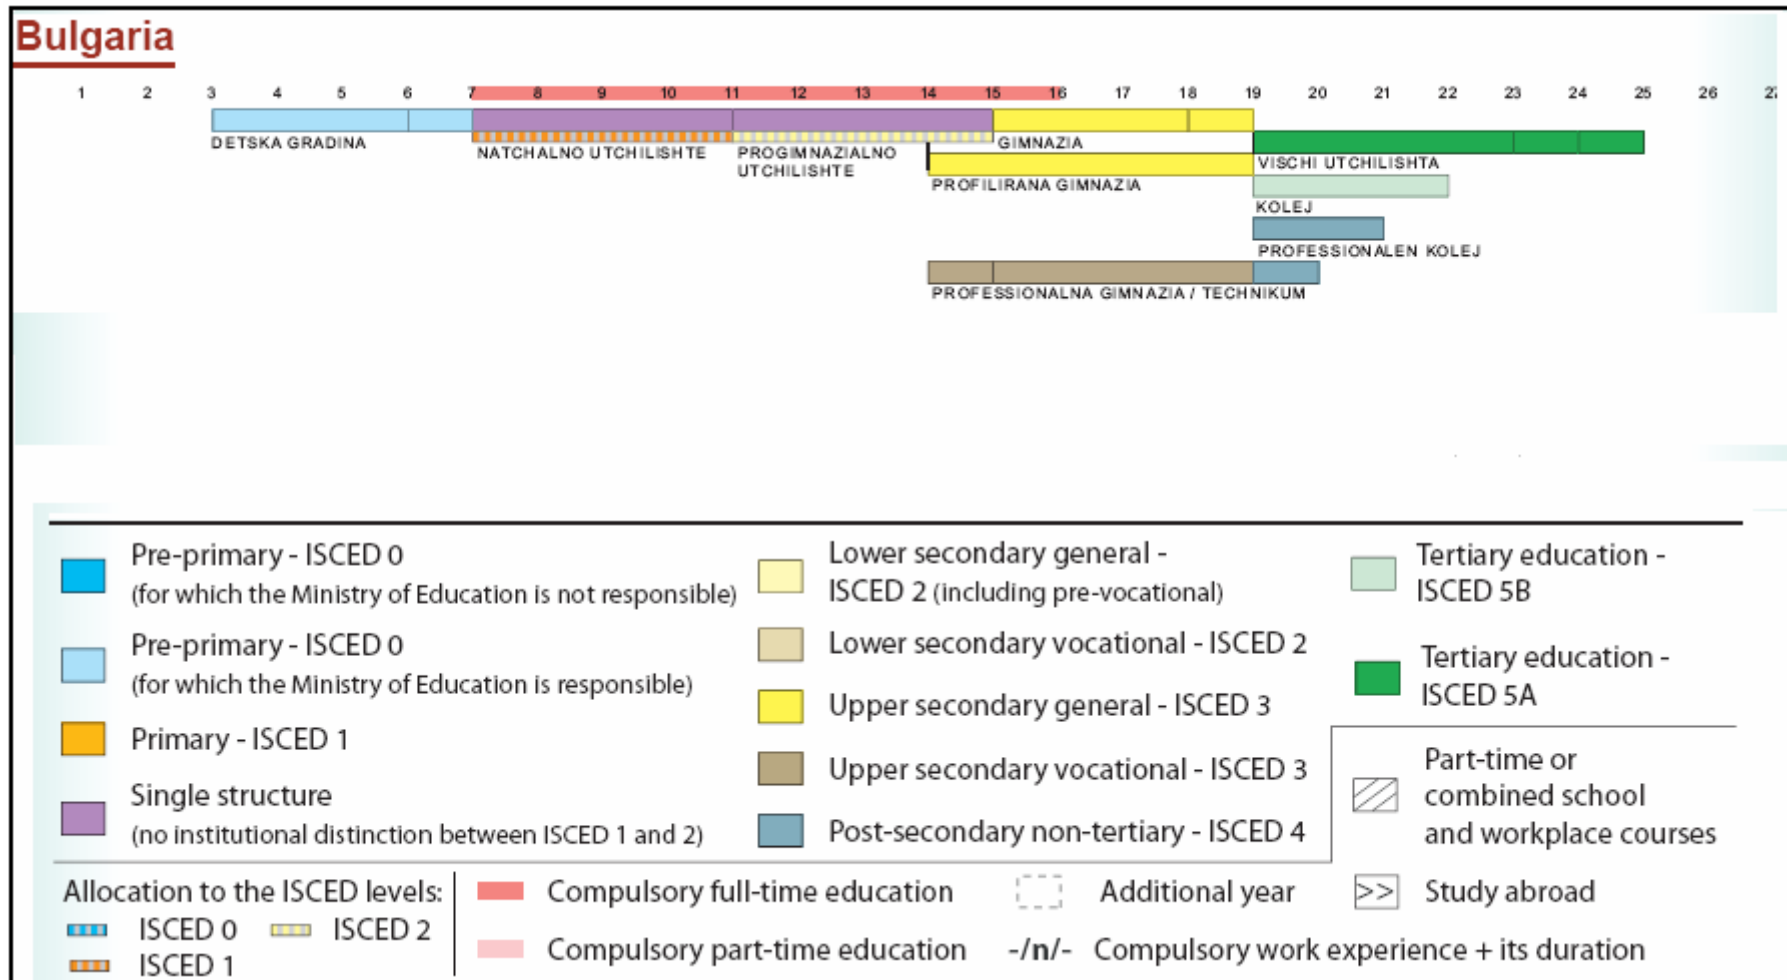 Bulgaria
1 2 3 4 5 6 7 8 9 10 11 12 13 14 15 16 17 18 19 20 21 22 23 24 25 26
DETSKA GRADINA
NATCHALNO UTCHILISHTE
PROGIMNAZIALNO
UTCHILISHTE
GIMNAZIA
PROFILIRANA GIMNAZIA
VISCHI UTCHILISHTA
KOLEJ
PROFESSIONALEN KOLEJ
PROFESSIONALNA GIMNAZIA / TECHNIKUM
Pre-primary - ISCED 0
(for which the Ministry of Education is not responsible)
Pre-primary - ISCED 0
(for which the Ministry of Education is responsible)
Primary - ISCED 1
Single structure
(no institutional distinction between ISCED 1 and 2)
Lower secondary general -
ISCED 2 (including pre-vocational)
Lower secondary vocational - ISCED 2
Upper secondary general - ISCED 3
Upper secondary vocational - ISCED 3
Post-secondary non-tertiary - ISCED 4
Tertiary education -
ISCED 5B
Tertiary education -
ISCED 5A
Part-time or
combined school
and workplace courses
Allocation to the ISCED levels:
ISCED 0
ISCED 2
ISCED 1
Compulsory full-time education
Additional year
>> Study abroad
Compulsory part-time education
-/n/- Compulsory work experience + its duration